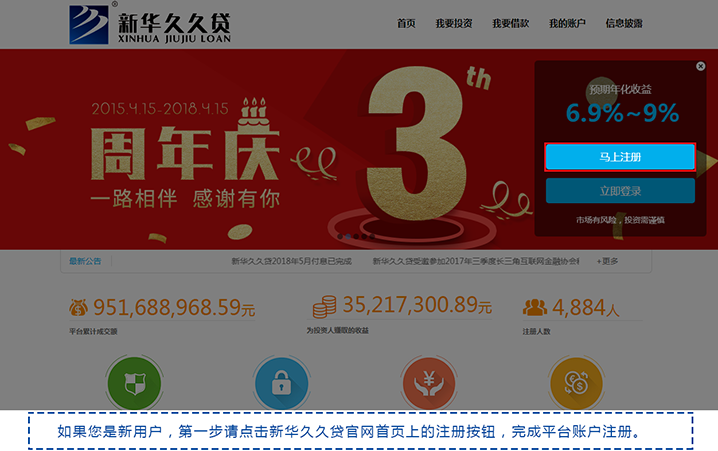 新华久久贷®
XINHUA JIUJIU LOAN
首页 我要投资 我要借款 我的账户 信息披露
2015.4.15-2018.4.15
周年庆
一路相伴 感谢有你
3th
预期年化收益
6.9%~9%
马上注册
立即登录
市场有风险，投资需谨慎
最新公告 新华久久贷2018年5月付息已完成 新华久久贷受邀参加2017年三季度长三角互联网金融协会 +更多
951,688,968.59元
平台累计成交额
35,217,300.89元
为投资人赚取的收益
4,884人
注册人数
如果您是新用户，第一步请点击新华久久贷官网首页上的注册按钮，完成平台账户注册。